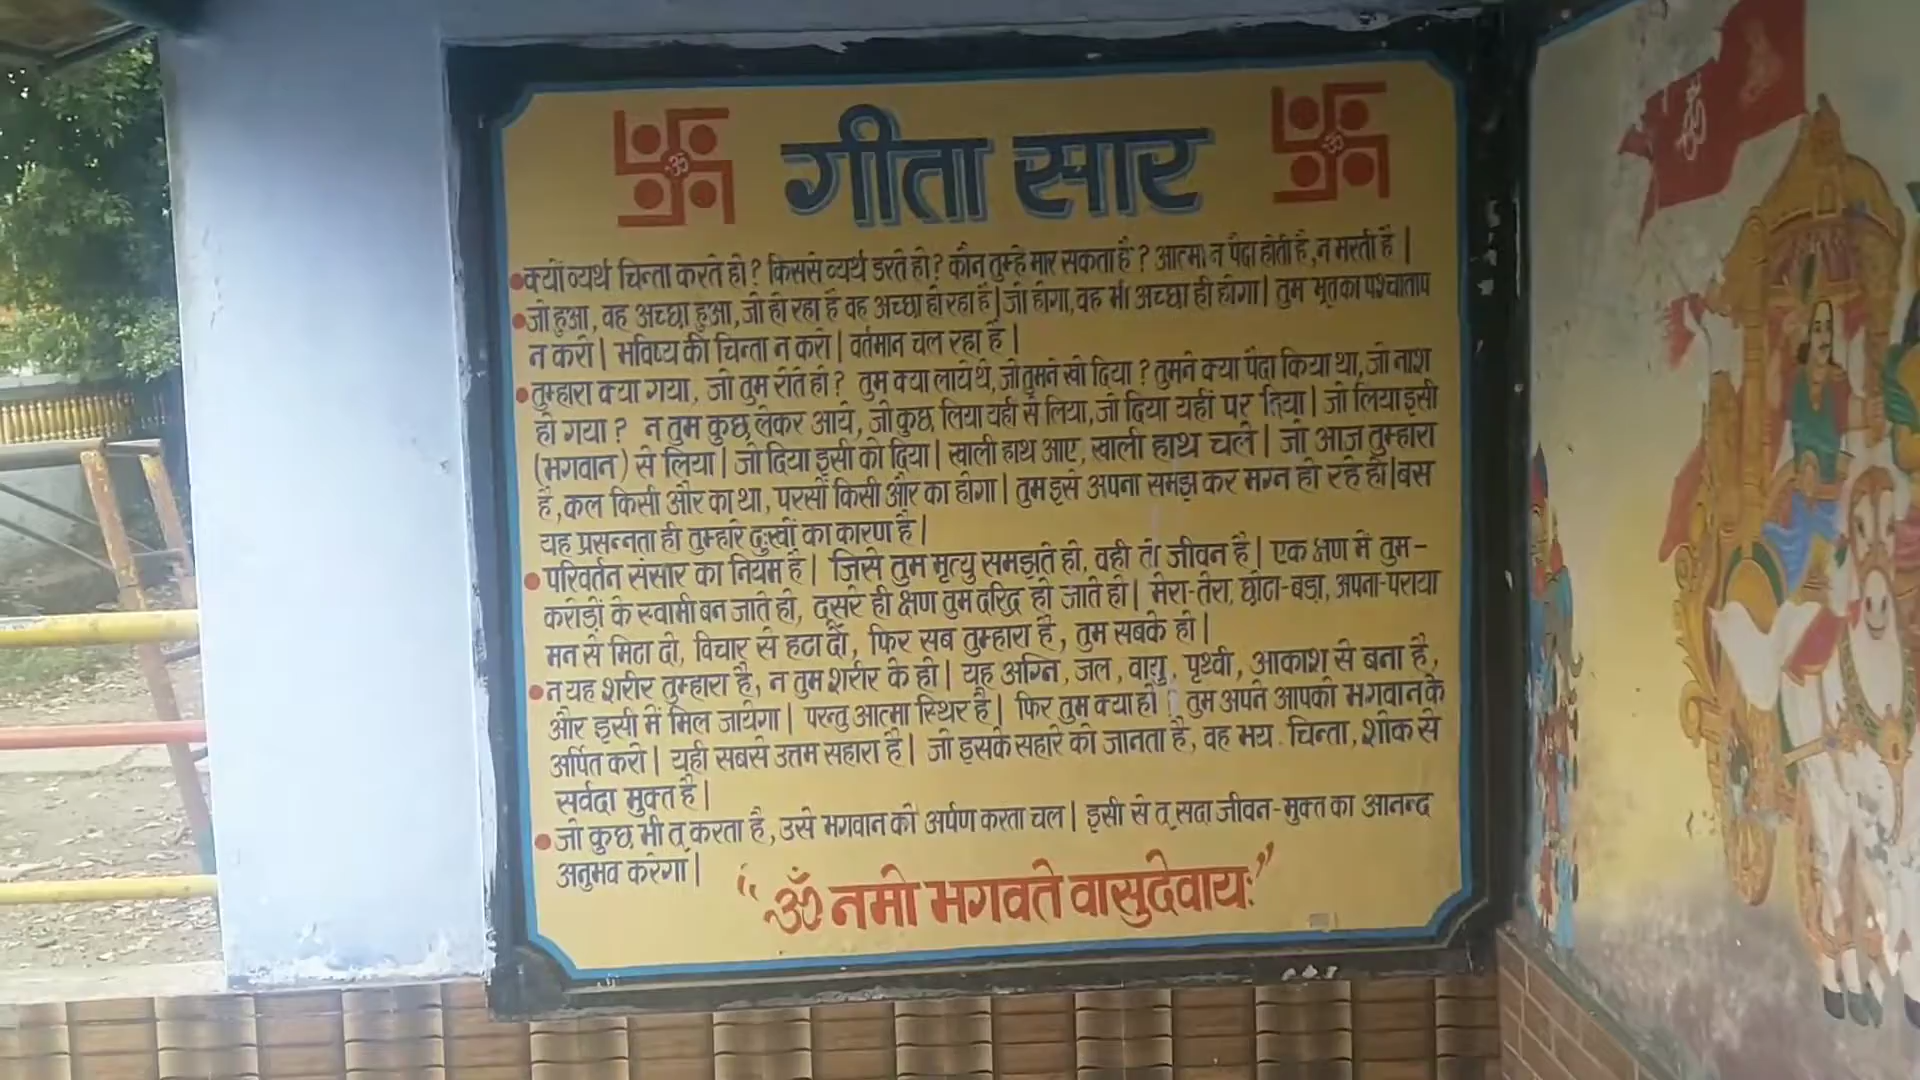 गीता सार
•क्यों व्यर्थ चिन्ता करते हो? किससे व्यर्थ डरते हो? कौन तुम्हे मार सकता है? आत्मा न पैदा होती है, न मरती है |
•जो हुआ, वह अच्छा हुआ, जो हो रहा है वह अच्छा हो रहा है | जो होगा, वह भी अच्छा ही होगा | तुम भूत का पश्चाताप
न करो | भविष्य की चिन्ता न करो | वर्तमान चल रहा है |
•तुम्हारा क्या गया, जो तुम रोते हो? तुम क्या लाये थे, जो तुमने खो दिया? तुमने क्या पैदा किया था, जो नाश
हो गया? न तुम कुछ लेकर आये, जो कुछ लिया यहीं से लिया, जो दिया यहीं पर दिया | जो लिया इसी
(भगवान) से लिया | जो दिया इसी को दिया | खाली हाथ आए, खाली हाथ चले | जो आज तुम्हारा
है, कल किसी और का था, परसों किसी और का होगा | तुम इसे अपना समझ कर मग्न हो रहे हो | बस
यह प्रसन्नता ही तुम्हारे दुःखों का कारण है |
•परिवर्तन संसार का नियम है | जिसे तुम मृत्यु समझते हो, वही तो जीवन है | एक क्षण में तुम-
करोड़ों के स्वामी बन जाते हो, दूसरे ही क्षण तुम दरिद्र हो जाते हो | मेरा-तेरा, छोटा-बड़ा, अपना-पराया
मन से मिटा दो, विचार से हटा दो, फिर सब तुम्हारा है, तुम सबके हो |
•न यह शरीर तुम्हारा है, न तुम शरीर के हो | यह अग्नि, जल, वायु, पृथ्वी, आकाश से बना है,
और इसी में मिल जायेगा | परन्तु आत्मा स्थिर है | फिर तुम क्या हो तुम अपने आपको भगवान के
अर्पित करो | यही सबसे उत्तम सहारा है | जो इसके सहारे को जानता है, वह भय. चिन्ता, शोक से
सर्वदा मुक्त है |
•जो कुछ भी तू करता है, उसे भगवान को अर्पण करता चल | इसी से तू सदा जीवन-मुक्त का आनन्द
अनुभव करेगा |
"ॐ नमो भगवते वासुदेवायः"